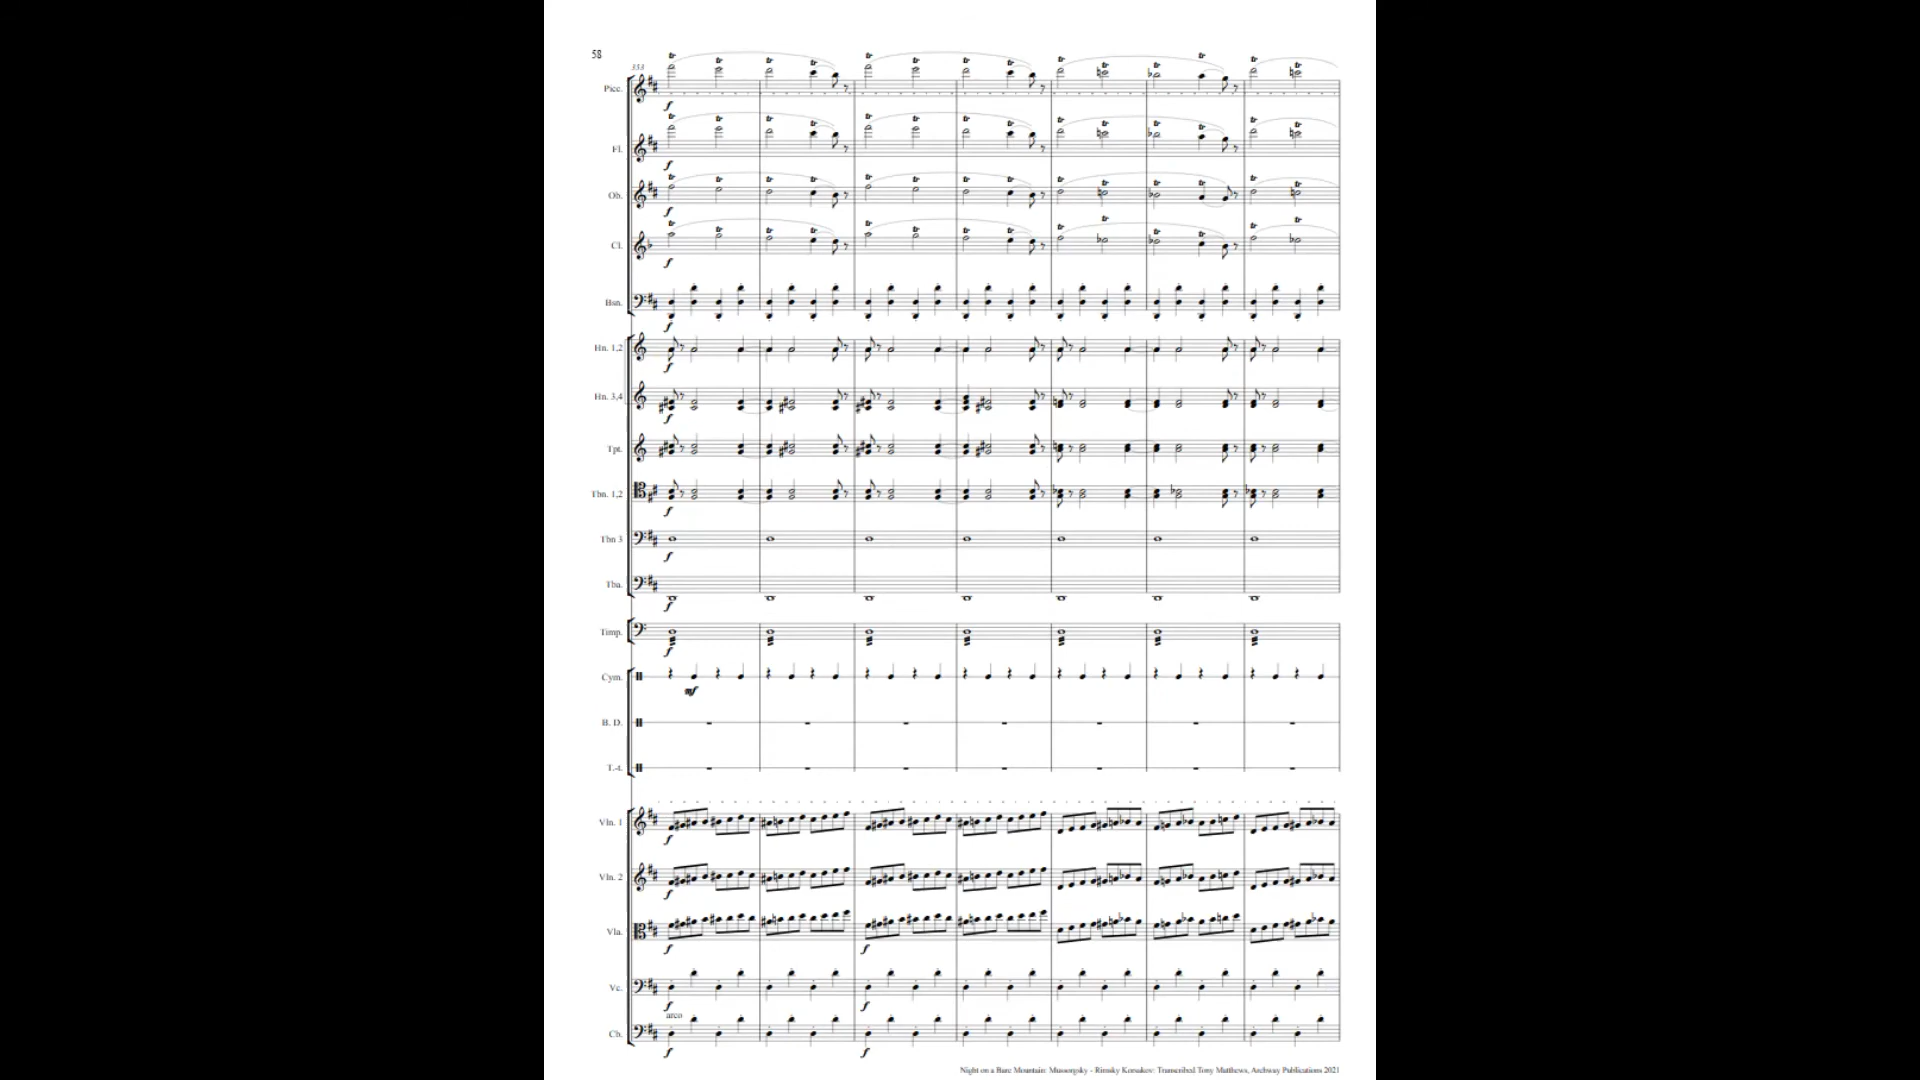 58
353
Picc.
f
Fl.
f
Ob.
f
Cl.
f
Bsn.
f
Hn. 1,2
f
Hn. 3,4
f
Tpt.
Tbn. 1,2
f
Tbn 3
f
Tba.
f
Timp.
f
Cym.
mf
B. D.
T.-t.
Vln. 1
f
Vln. 2
f
Vla.
f f
Vc.
f f
arco
Cb.
f f
Night on a Bare Mountain: Mussorgsky - Rimsky Korsakov: Transcribed Tony Matthews, Archway Publications 2021